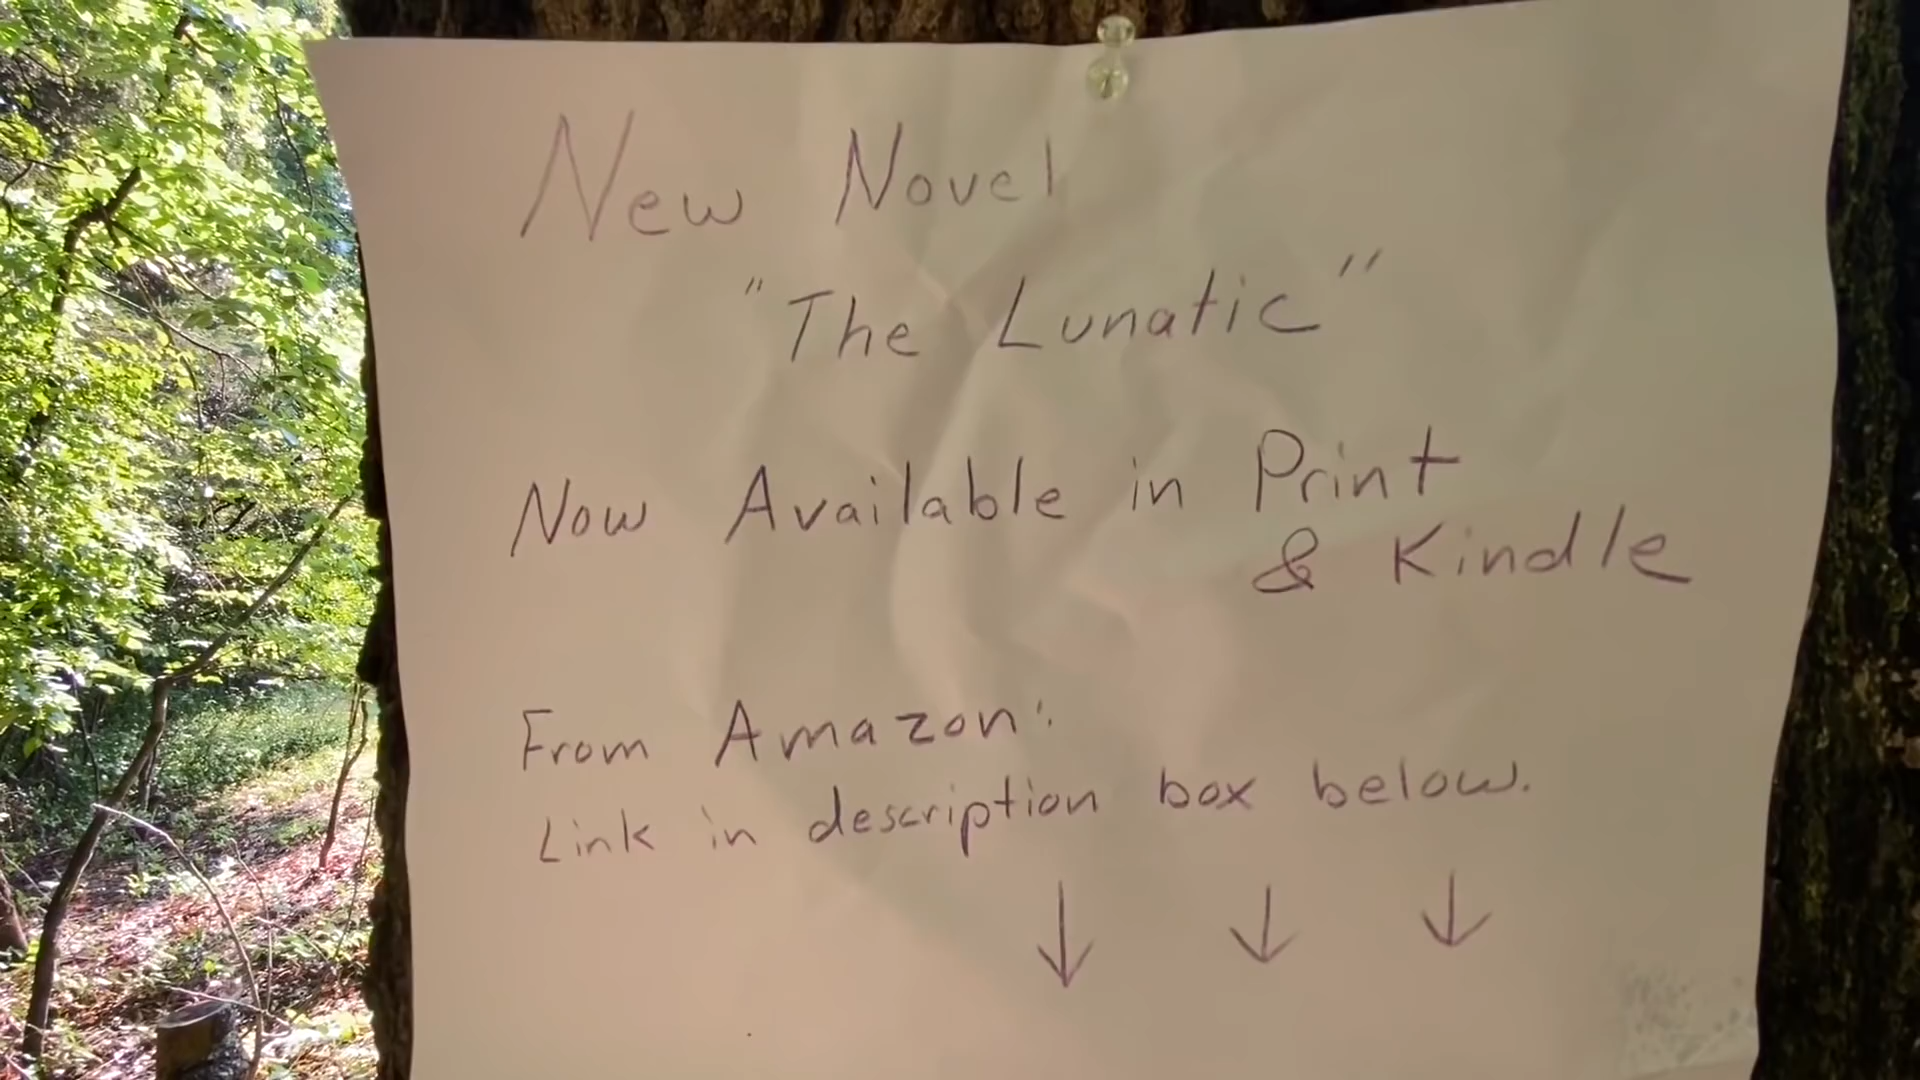 New Novel
"The Lunatic"
Now Available in Print
& Kindle
From Amazon:
Link in description box below.